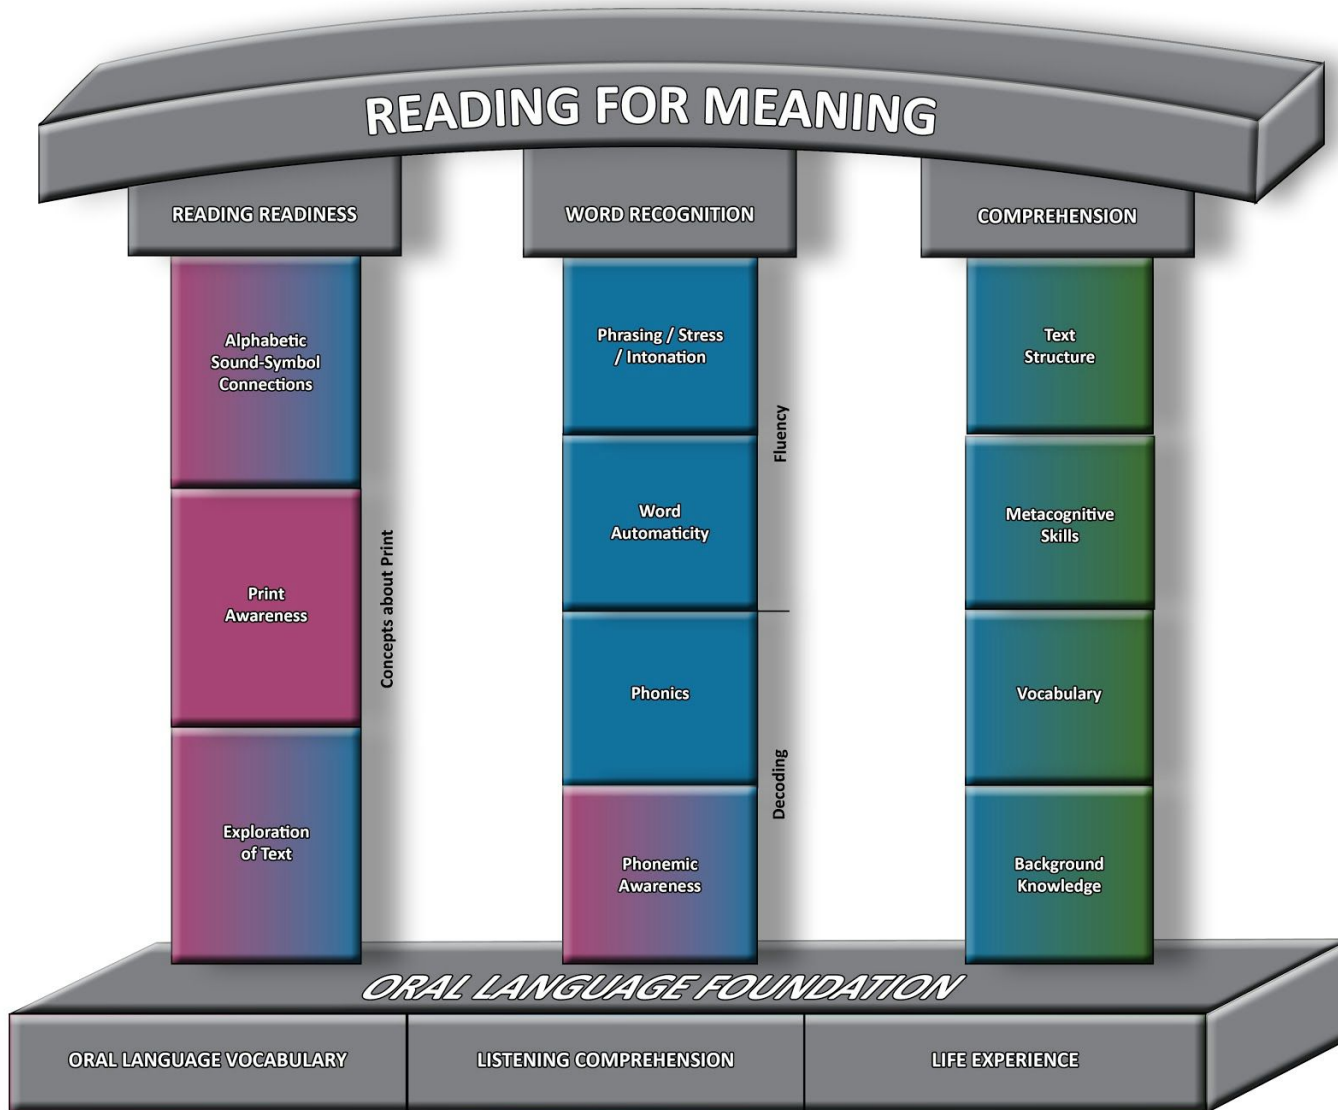 READING FOR MEANING
READING READINESS
Alphabetic
Sound-Symbol
Connections
Print
Awareness
Exploration
of Text
Concepts about Print
WORD RECOGNITION
Phrasing / Stress
/ Intonation
Word
Automaticity
Phonics
Phonemic
Awareness
Fluency
Decoding
COMPREHENSION
Text
Structure
Metacognitive
Skills
Vocabulary
Background
Knowledge
ORAL LANGUAGE FOUNDATION
ORAL LANGUAGE VOCABULARY
LISTENING COMPREHENSION
LIFE EXPERIENCE